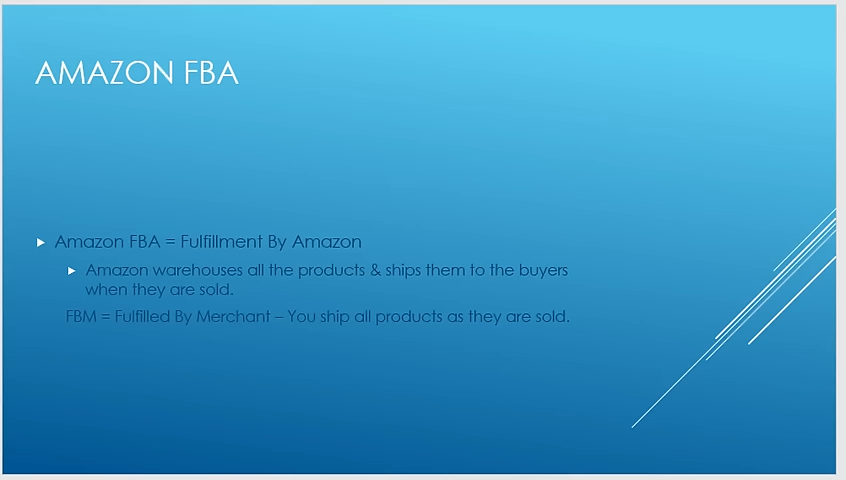 AMAZON FBA
Amazon FBA = Fulfillment By Amazon
Amazon warehouses all the products & ships them to the buyers
when they are sold.
FBM = Fulfilled By Merchant – You ship all products as they are sold.